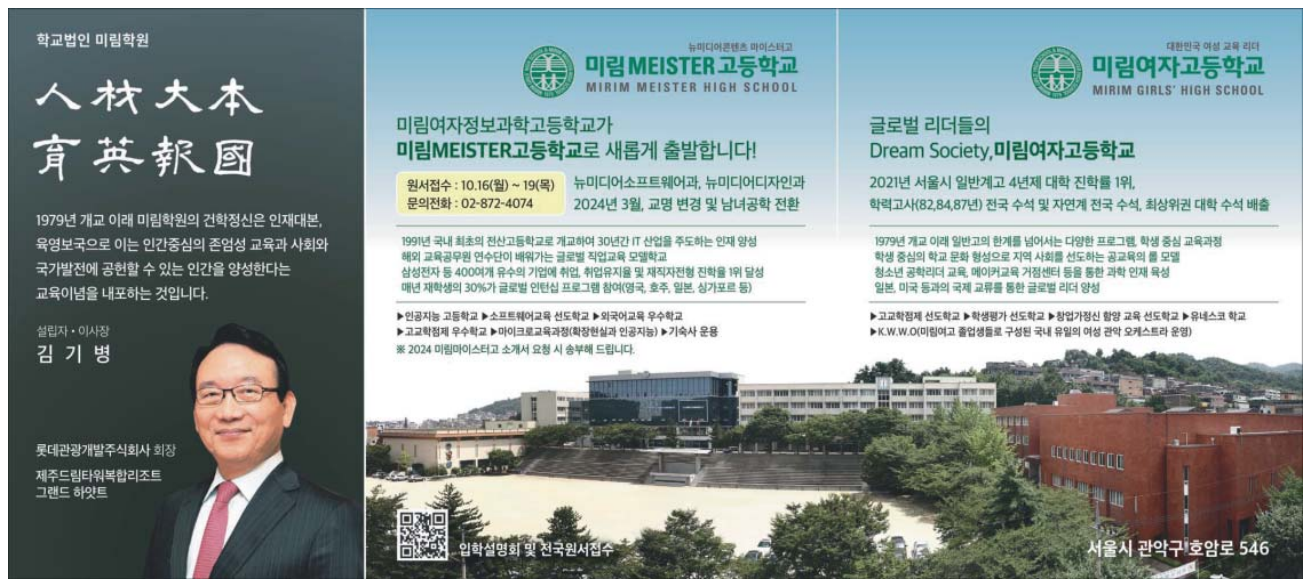 학교법인 미림학원
人材大本
育英報國
1979년 개교 이래 미림학원의 건학정신은 인재대본,
육영보국으로 이는 인간중심의 존엄성 교육과 사회와
국가발전에 공헌할 수 있는 인간을 양성한다는
교육이념을 내포하는 것입니다.
설립자·이사장
김기병
롯데관광개발주식회사 회장
제주드림타워복합리조트
그랜드 하얏트
뉴미디어콘텐츠 마이스터고
미림MEISTER고등학교
MIRIM MEISTER HIGH SCHOOL
미림여자정보과학고등학교가
미림MEISTER고등학교로 새롭게 출발합니다!
원서접수 : 10.16(월) ~ 19(목)
문의전화 : 02-872-4074
뉴미디어소프트웨어과, 뉴미디어디자인과
2024년 3월, 교명 변경 및 남녀공학 전환
1991년 국내 최초의 전산고등학교로 개교하여 30년간 IT 산업을 주도하는 인재 양성
해외 교육공무원 연수단이 배워가는 글로벌 직업교육 모델학교
삼성전자 등 400여개 유수의 기업에 취업, 취업유지율 및 재직자전형 진학율 1위 달성
매년 재학생의 30%가 글로벌 인턴십 프로그램 참여(영국, 호주, 일본, 싱가포르 등)
▶인공지능 고등학교 ▶소프트웨어교육 선도학교 ▶외국어교육 우수학교
▶고교학점제 우수학교 ▶마이크로교육과정(확장현실과 인공지능) ▶기숙사 운용
※ 2024 미림마이스터고 소개서 요청 시 송부해 드립니다.
입학설명회 및 전국원서접수
대한민국 여성 교육 리더
미림여자고등학교
MIRIM GIRLS' HIGH SCHOOL
글로벌 리더들의
Dream Society,미림여자고등학교
2021년 서울시 일반계고 4년제 대학 진학률 1위,
학력고사(82,84,87년) 전국 수석 및 자연계 전국 수석, 최상위권 대학 수석 배출
1979년 개교 이래 일반고의 한계를 넘어서는 다양한 프로그램, 학생 중심 교육과정
학생 중심의 학교 문화 형성으로 지역 사회를 선도하는 공교육의 롤 모델
청소년 공학리더 교육, 메이커교육 거점센터 등을 통한 과학 인재 육성
일본, 미국 등과의 국제 교류를 통한 글로벌 리더 양성
▶고교학점제 선도학교 ▶학생평가 선도학교 ▶창업가정신 함양 교육 선도학교 ▶유네스코 학교
▶K.W.W.O(미림여고 졸업생들로 구성된 국내 유일의 여성 관악 오케스트라 운영)
서울시 관악구 호암로 546